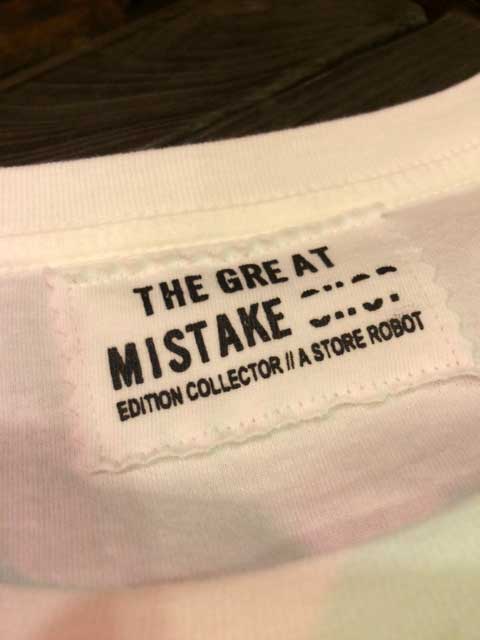 THE GREAT
MISTAKE
EDITION COLLECTOR // A STORE ROBOT